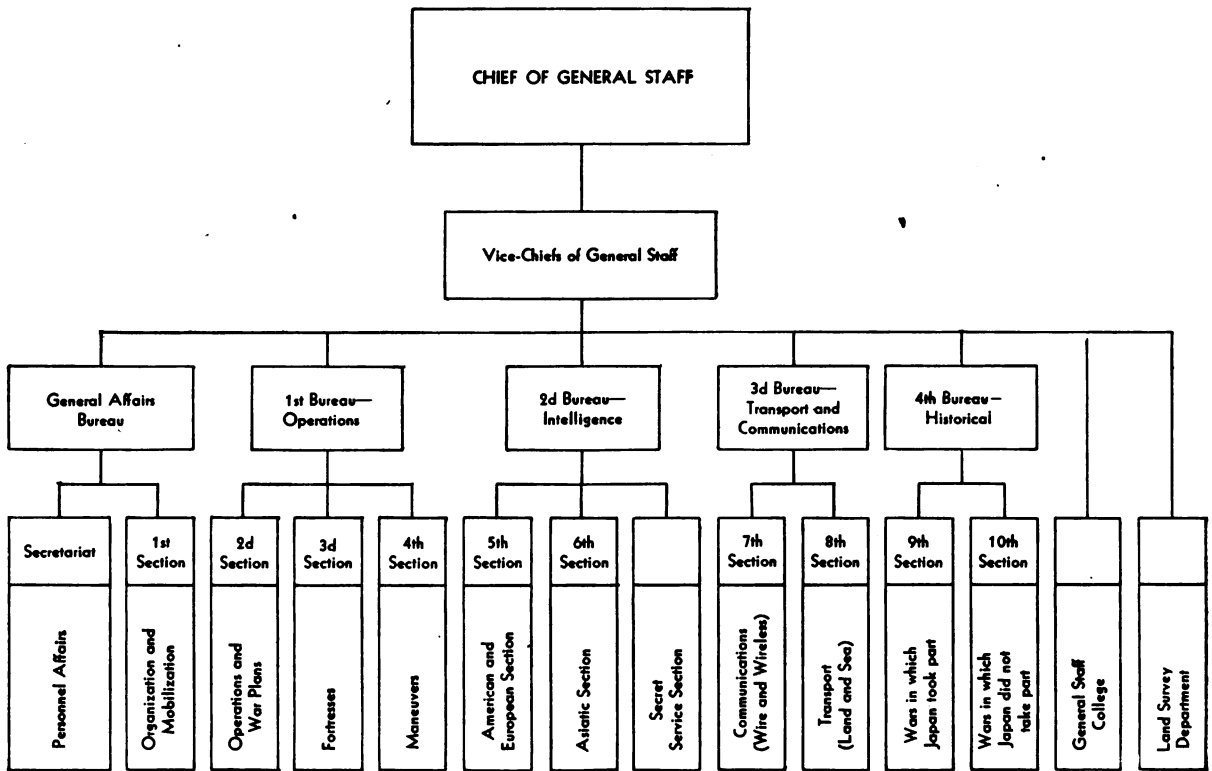 CHIEF OF GENERAL STAFF
Vice-Chiefs of General Staff
General Affairs
Bureau
1st Bureau—
Operations
2d Bureau—
Intelligence
3d Bureau—
Transport and
Communications
4th Bureau—
Historical
Secretariat
Personnel Affairs
1st
Section
Organization and
Mobilization
2d
Section
Operations and
War Plans
3d
Section
Fortresses
4th
Section
Maneuvers
5th
Section
American and
European Section
6th
Section
Asiatic Section
Secret
Service Section
7th
Section
Communications
(Wire and Wireless)
8th
Section
Transport
(Land and Sea)
9th
Section
Wars in which
Japan took part
10th
Section
Wars in which
Japan did not
take part
General Staff
College
Land Survey
Department